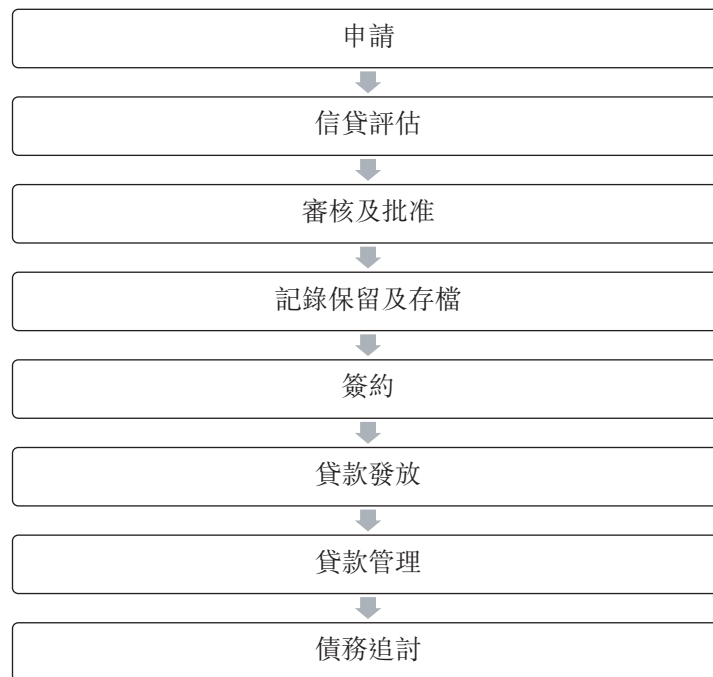 申請
信貸評估
審核及批准
記錄保留及存檔
簽約
貸款發放
貸款管理
債務追討